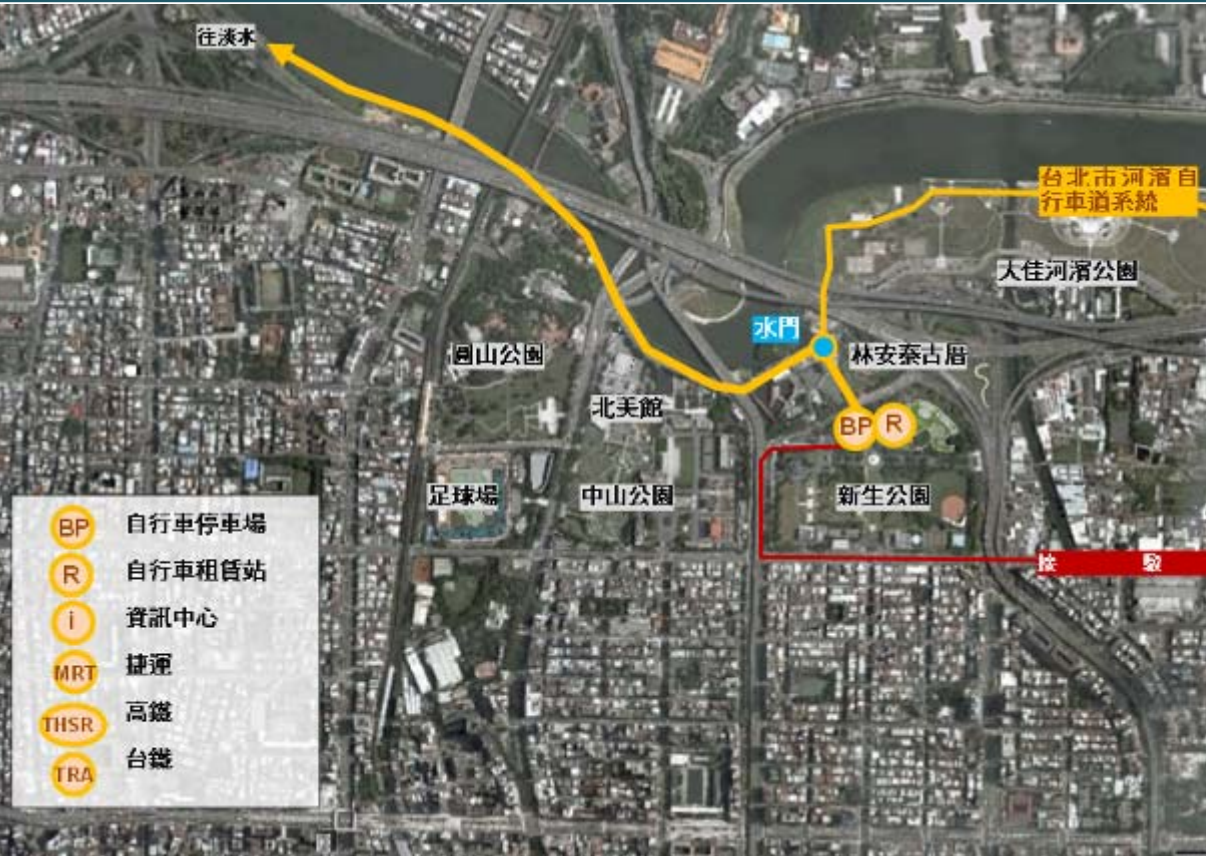 往淡水
台北市河濱自
行車道系統
大佳河濱公園
水門
林安泰古厝
圓山公園
北美館
BP
R
足球場
中山公園
新生公園
接駁
BP 自行車停車場
R 自行車租賃站
i 資訊中心
MRT 捷運
THSR 高鐵
TRA 台鐵